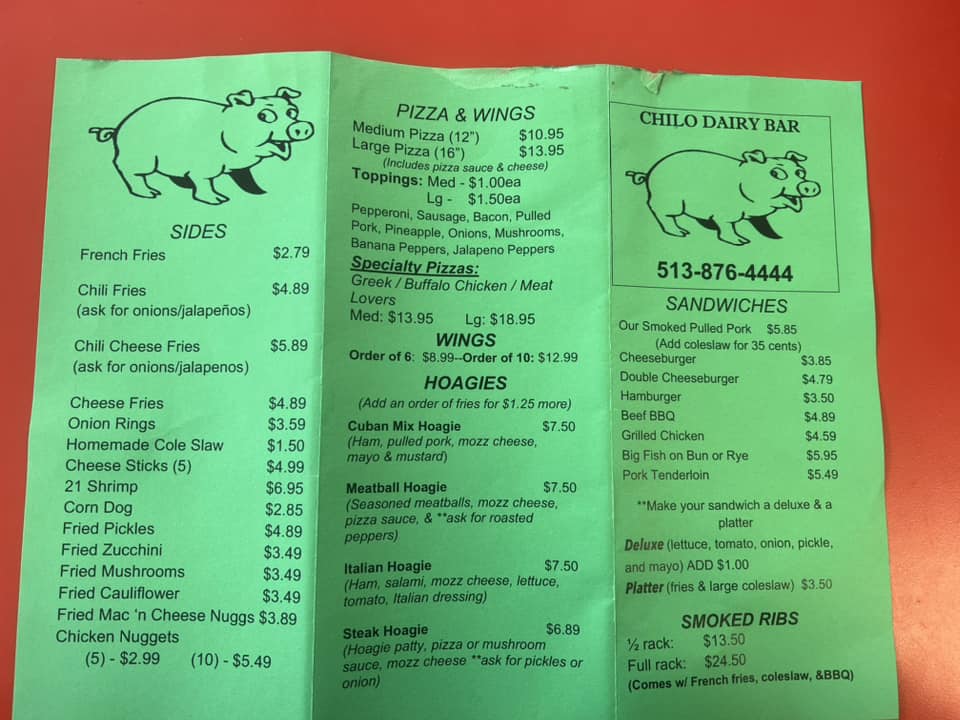 SIDES
French Fries $2.79
Chili Fries $4.89
(ask for onions/jalapeños)
Chili Cheese Fries $5.89
(ask for onions/jalapenos)
Cheese Fries $4.89
Onion Rings $3.59
Homemade Cole Slaw $1.50
Cheese Sticks (5) $4.99
21 Shrimp $6.95
Corn Dog $2.85
Fried Pickles $4.89
Fried Zucchini $3.49
Fried Mushrooms $3.49
Fried Cauliflower $3.49
Fried Mac 'n Cheese Nuggs $3.89
Chicken Nuggets
(5) - $2.99 (10) - $5.49
PIZZA & WINGS
Medium Pizza (12") $10.95
Large Pizza (16") $13.95
(Includes pizza sauce & cheese)
Toppings: Med - $1.00ea
Lg - $1.50ea
Pepperoni, Sausage, Bacon, Pulled
Pork, Pineapple, Onions, Mushrooms,
Banana Peppers, Jalapeno Peppers
Specialty Pizzas:
Greek / Buffalo Chicken / Meat
Lovers
Med: $13.95 Lg: $18.95
WINGS
Order of 6: $8.99--Order of 10: $12.99
HOAGIES
(Add an order of fries for $1.25 more)
Cuban Mix Hoagie $7.50
(Ham, pulled pork, mozz cheese,
mayo & mustard)
Meatball Hoagie $7.50
(Seasoned meatballs, mozz cheese,
pizza sauce, & **ask for roasted
peppers)
Italian Hoagie $7.50
(Ham, salami, mozz cheese, lettuce,
tomato, Italian dressing)
Steak Hoagie $6.89
(Hoagie patty, pizza or mushroom
sauce, mozz cheese **ask for pickles or
onion)
CHILO DAIRY BAR
513-876-4444
SANDWICHES
Our Smoked Pulled Pork $5.85
(Add coleslaw for 35 cents)
Cheeseburger $3.85
Double Cheeseburger $4.79
Hamburger $3.50
Beef BBQ $4.89
Grilled Chicken $4.59
Big Fish on Bun or Rye $5.95
Pork Tenderloin $5.49
**Make your sandwich a deluxe & a
platter
Deluxe (lettuce, tomato, onion, pickle,
and mayo) ADD $1.00
Platter (fries & large coleslaw) $3.50
SMOKED RIBS
½ rack: $13.50
Full rack: $24.50
(Comes w/ French fries, coleslaw, &BBQ)